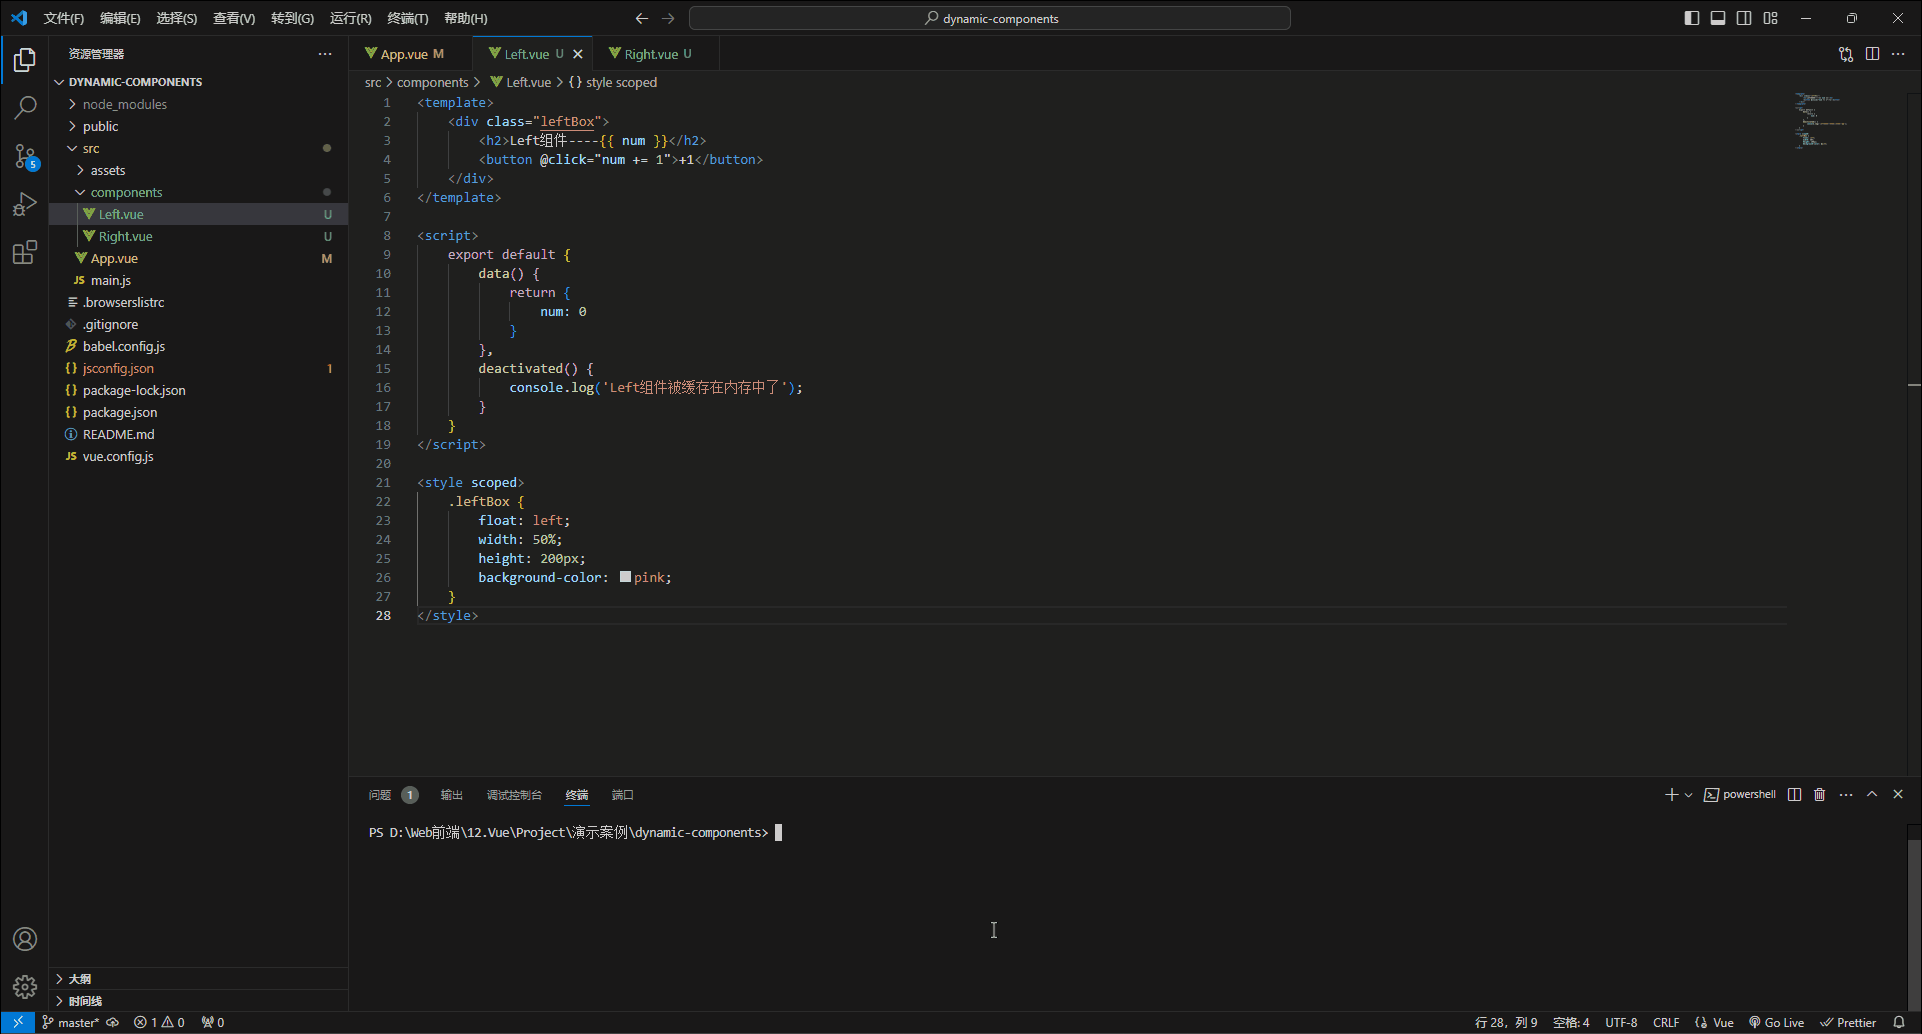 文件(F) 编辑(E) 选择(S) 查看(V) 转到(G) 运行(R) 终端(T) 帮助(H) dynamic-components
资源管理器
DYNAMIC-COMPONENTS
node_modules
public
src
assets
components
Left.vue U
Right.vue U
App.vue M
JS main.js
.browserslistrc
.gitignore
babel.config.js
{} jsconfig.json 1
{} package-lock.json
{} package.json
README.md
JS vue.config.js
大纲
时间线
5
App.vue M Left.vue U Right.vue U
src > components > Left.vue > {} style scoped
1 <template>
2 <div class="leftBox">
3 <h2>Left组件----{{ num }}</h2>
4 <button @click="num += 1">+1</button>
5 </div>
6 </template>
7
8 <script>
9 export default {
10 data() {
11 return {
12 num: 0
13 }
14 },
15 deactivated() {
16 console.log('Left组件被缓存在内存中了');
17 }
18 }
19 </script>
20
21 <style scoped>
22 .leftBox {
23 float: left;
24 width: 50%;
25 height: 200px;
26 background-color: pink;
27 }
28 </style>
问题 1 输出 调试控制台 终端 端口 powershell
PS D:\Web前端\12.Vue\Project\演示案例\dynamic-components>
master* 1 0 0 行 28，列 9 空格: 4 UTF-8 CRLF {} Vue Go Live Prettier